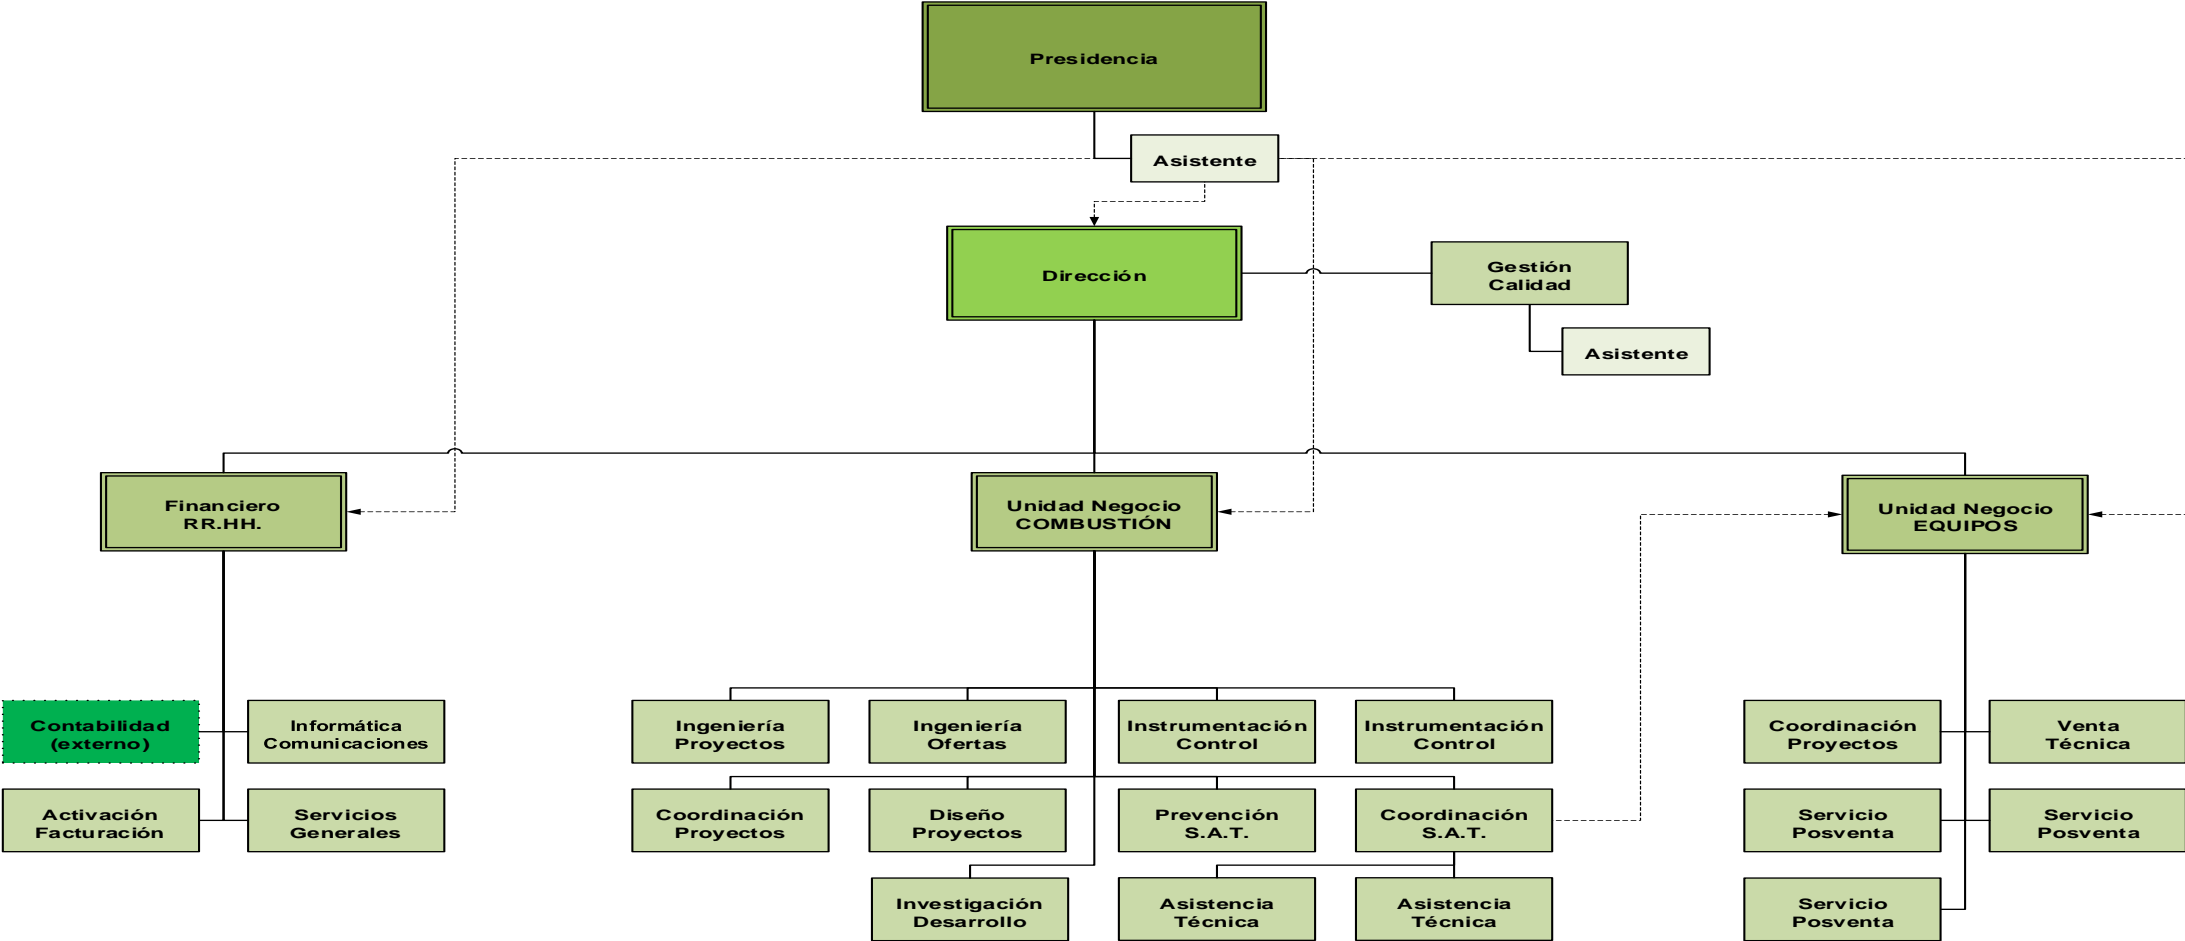 Presidencia
Asistente
Dirección
Gestión
Calidad
Asistente
Financiero
RR.HH.
Unidad Negocio
COMBUSTIÓN
Unidad Negocio
EQUIPOS
Contabilidad
(externo)
Informática
Comunicaciones
Ingeniería
Proyectos
Ingeniería
Ofertas
Instrumentación
Control
Instrumentación
Control
Coordinación
Proyectos
Venta
Técnica
Activación
Facturación
Servicios
Generales
Coordinación
Proyectos
Diseño
Proyectos
Prevención
S.A.T.
Coordinación
S.A.T.
Servicio
Posventa
Servicio
Posventa
Investigación
Desarrollo
Asistencia
Técnica
Asistencia
Técnica
Servicio
Posventa